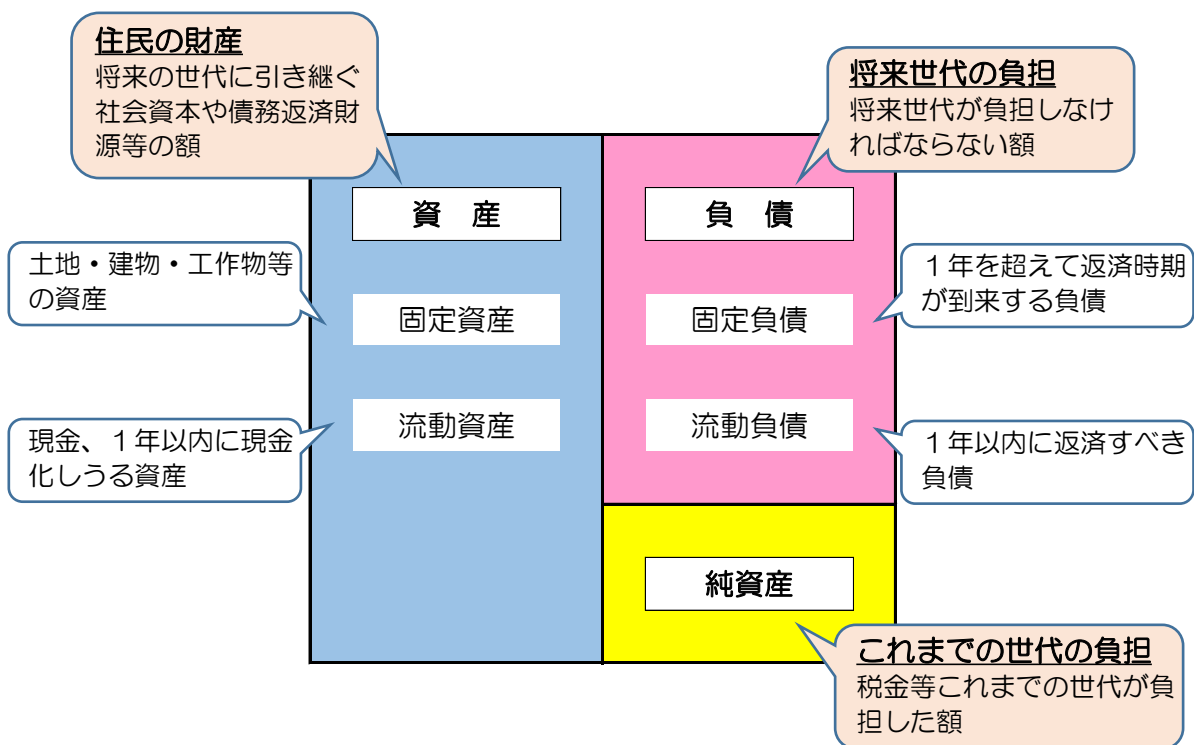 住民の財産
将来の世代に引き継ぐ
社会資本や債務返済財
源等の額
将来世代の負担
将来世代が負担しなけ
ればならない額
資　産
負　債
土地・建物・工作物等
の資産
固定資産
固定負債
１年を超えて返済時期
が到来する負債
現金、１年以内に現金
化しうる資産
流動資産
流動負債
１年以内に返済すべき
負債
純資産
これまでの世代の負担
税金等これまでの世代が負
担した額